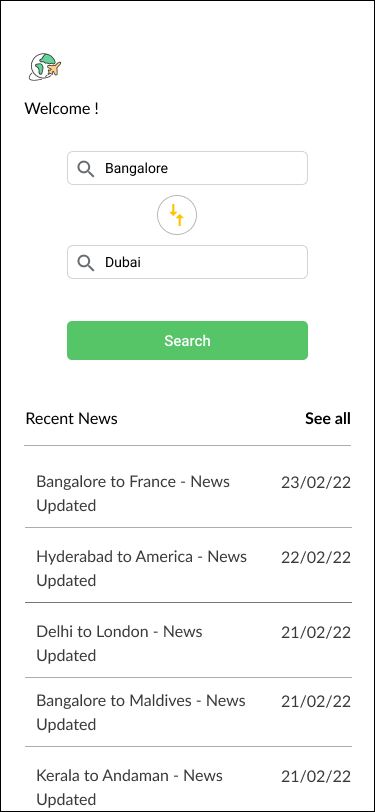 Welcome !
Bangalore
Dubai
Search
Recent News See all
Bangalore to France - News 23/02/22
Updated
Hyderabad to America - News 22/02/22
Updated
Delhi to London - News 21/02/22
Updated
Bangalore to Maldives - News 21/02/22
Updated
Kerala to Andaman - News 21/02/22
Updated